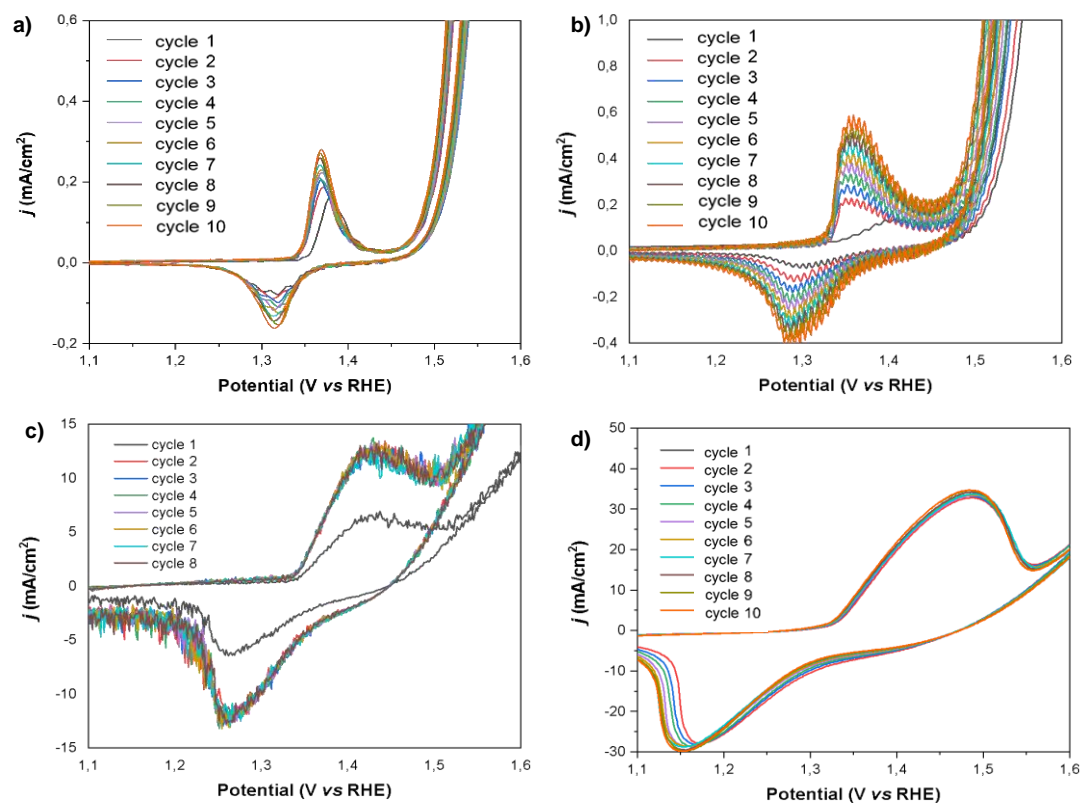 a)
0,6
0,4
0,2
0,0
-0,2
j (mA/cm²)
cycle 1
cycle 2
cycle 3
cycle 4
cycle 5
cycle 6
cycle 7
cycle 8
cycle 9
cycle 10
1,1 1,2 1,3 1,4 1,5 1,6
Potential (V vs RHE)
b)
1,0
0,8
0,6
0,4
0,2
0,0
-0,2
-0,4
j (mA/cm²)
cycle 1
cycle 2
cycle 3
cycle 4
cycle 5
cycle 6
cycle 7
cycle 8
cycle 9
cycle 10
1,1 1,2 1,3 1,4 1,5 1,6
Potential (V vs RHE)
c)
15
10
5
0
-5
-10
-15
j (mA/cm²)
cycle 1
cycle 2
cycle 3
cycle 4
cycle 5
cycle 6
cycle 7
cycle 8
1,1 1,2 1,3 1,4 1,5 1,6
Potential (V vs RHE)
d)
50
40
30
20
10
0
-10
-20
-30
j (mA/cm²)
cycle 1
cycle 2
cycle 3
cycle 4
cycle 5
cycle 6
cycle 7
cycle 8
cycle 9
cycle 10
1,1 1,2 1,3 1,4 1,5 1,6
Potential (V vs RHE)